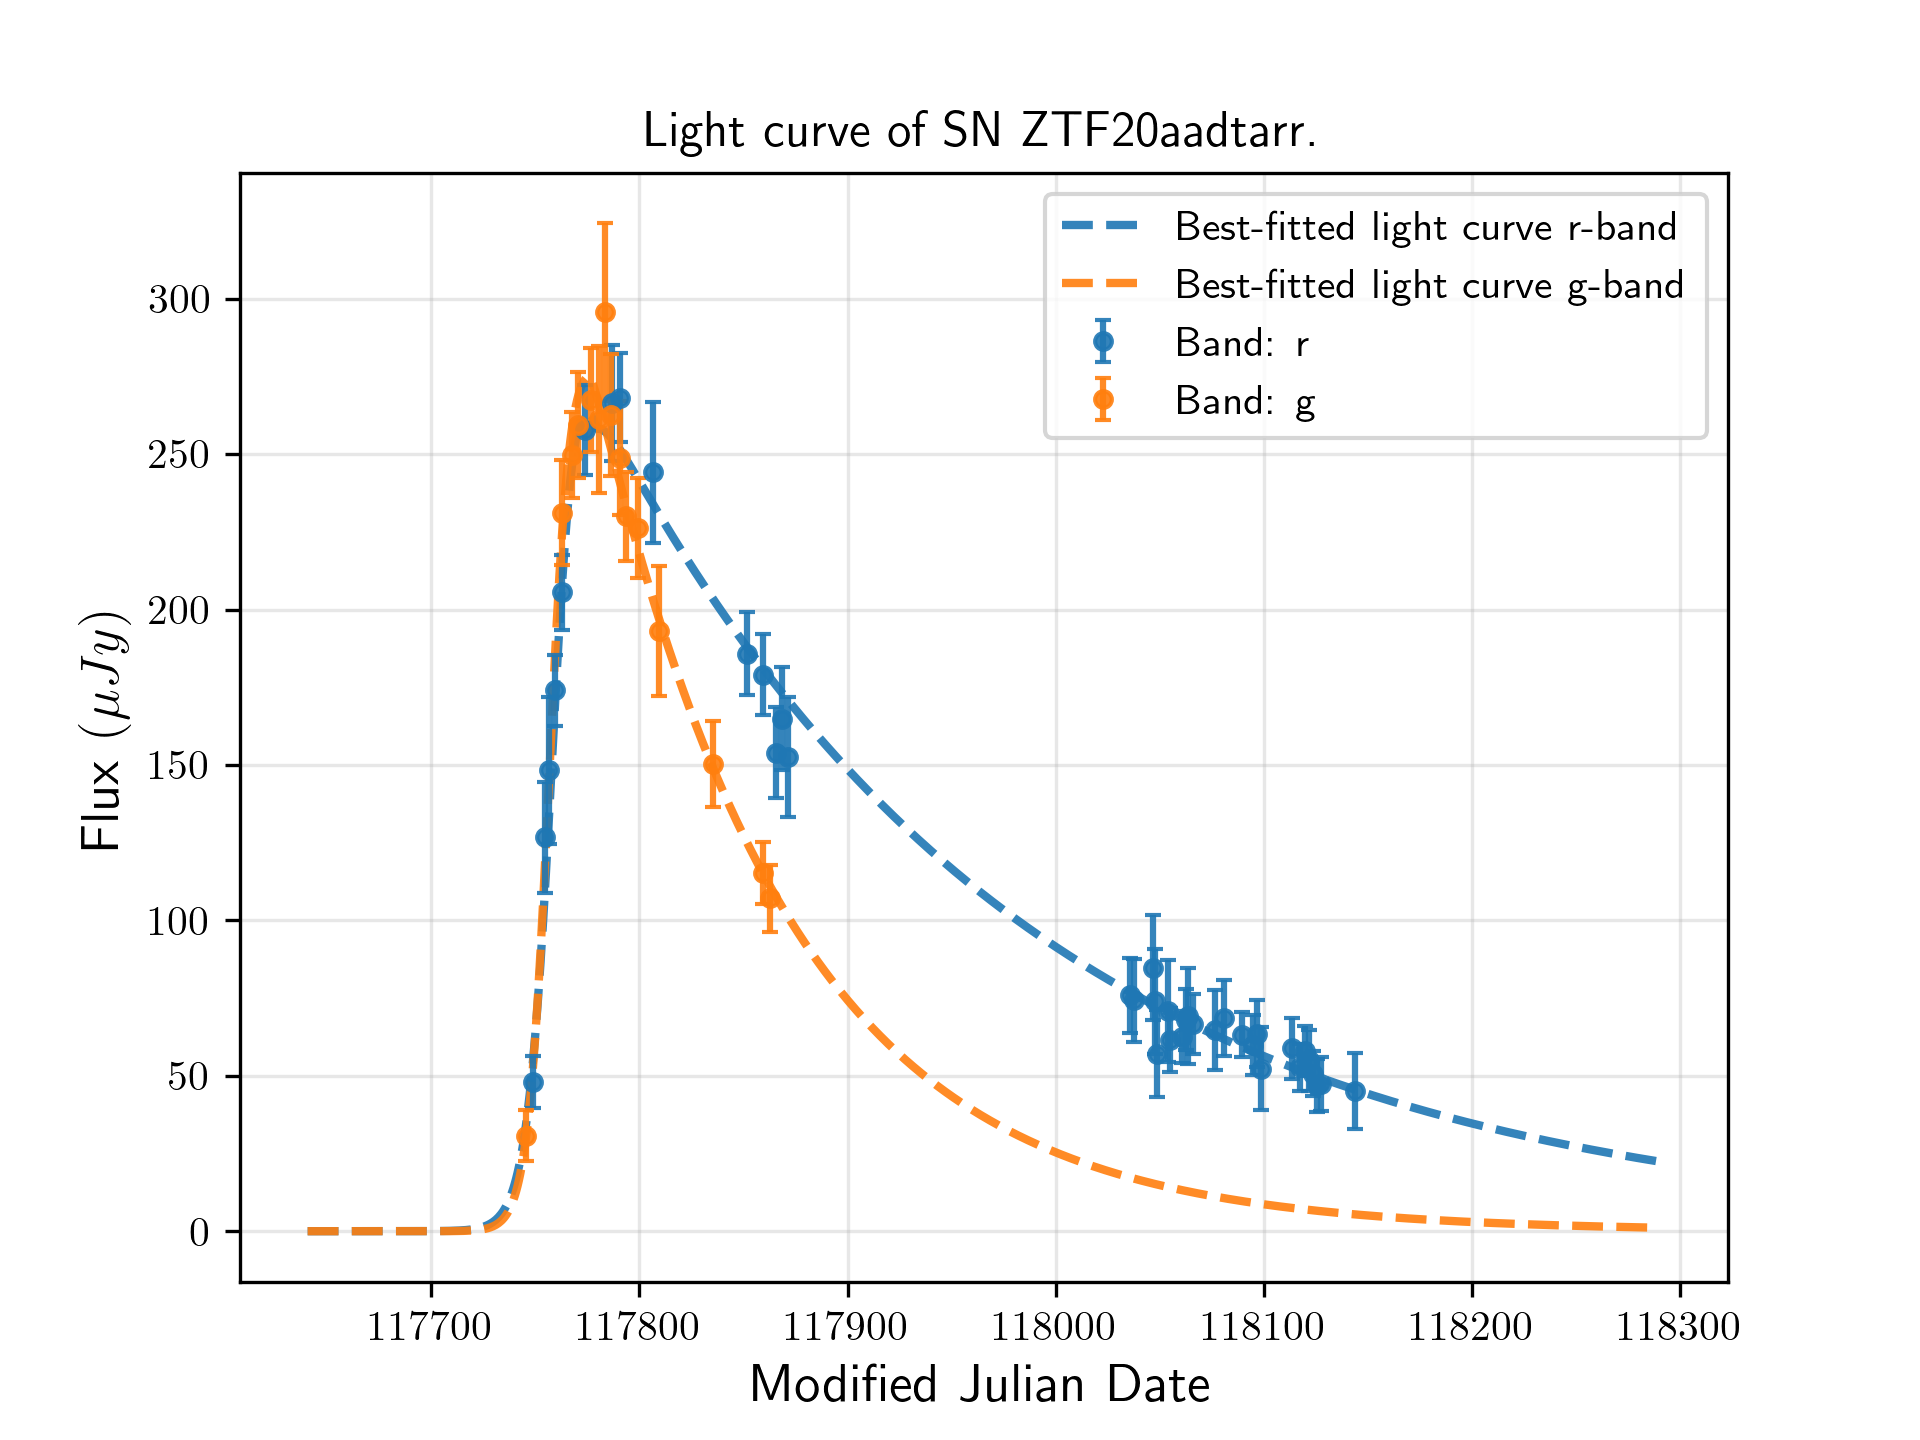 Light curve of SN ZTF20aadtarr.
Best-fitted light curve r-band
Best-fitted light curve g-band
Band: r
Band: g
300
250
200
150
100
50
0
Flux (μJy)
117700 117800 117900 118000 118100 118200 118300
Modified Julian Date